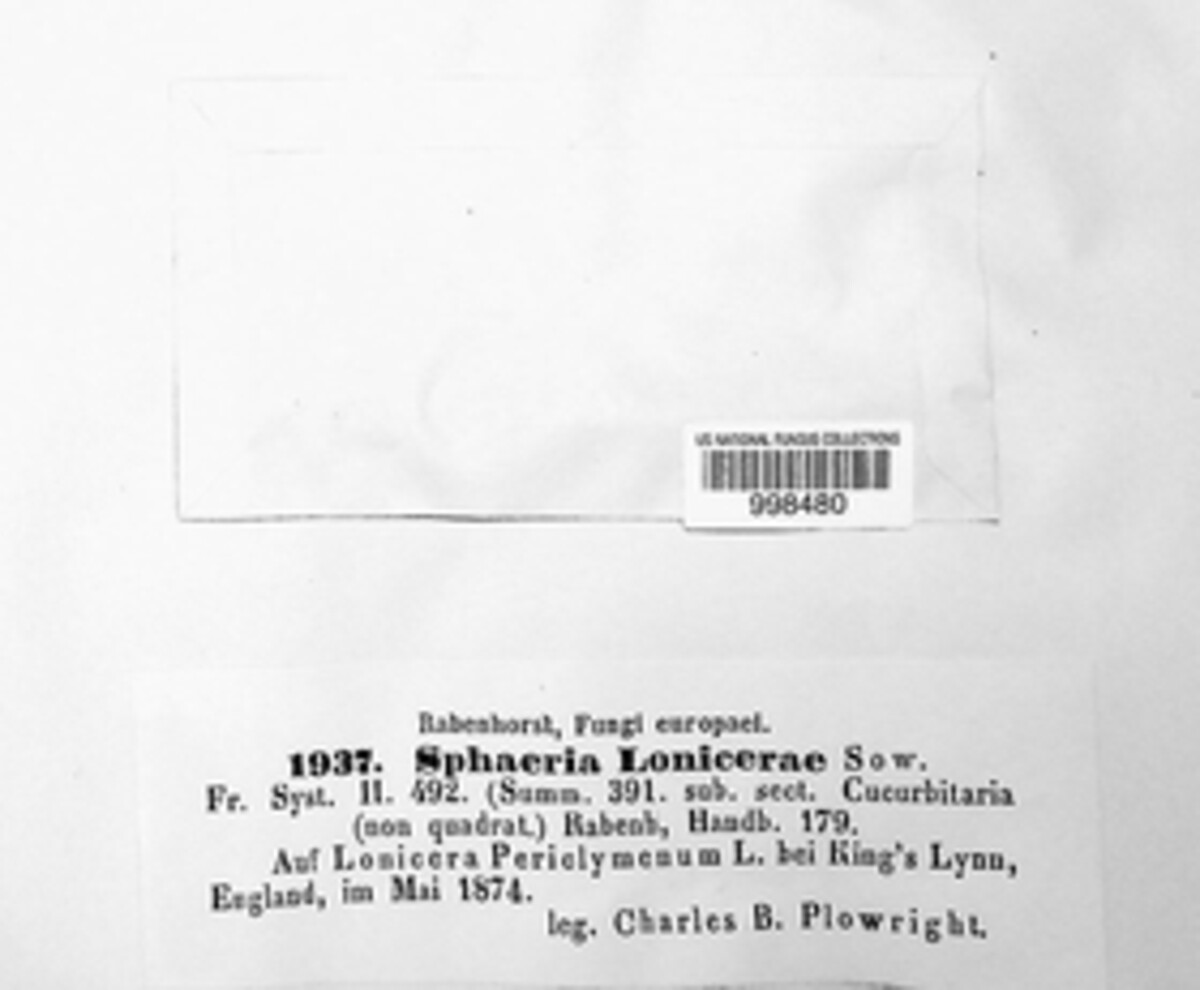 US NATIONAL FUNGUS COLLECTIONS
998480
Rabenhorst, Fungi europaei.
1937. Sphaeria Lonicerae Sow.
Fr. Syst. II. 492. (Summ. 391. sub. sect. Cucurbitaria
(non quadrat.) Rabenh, Handb. 179.
Auf Lonicera Periclymenum L. bei King's Lynn,
England, im Mai 1874.
leg. Charles B. Plowright.